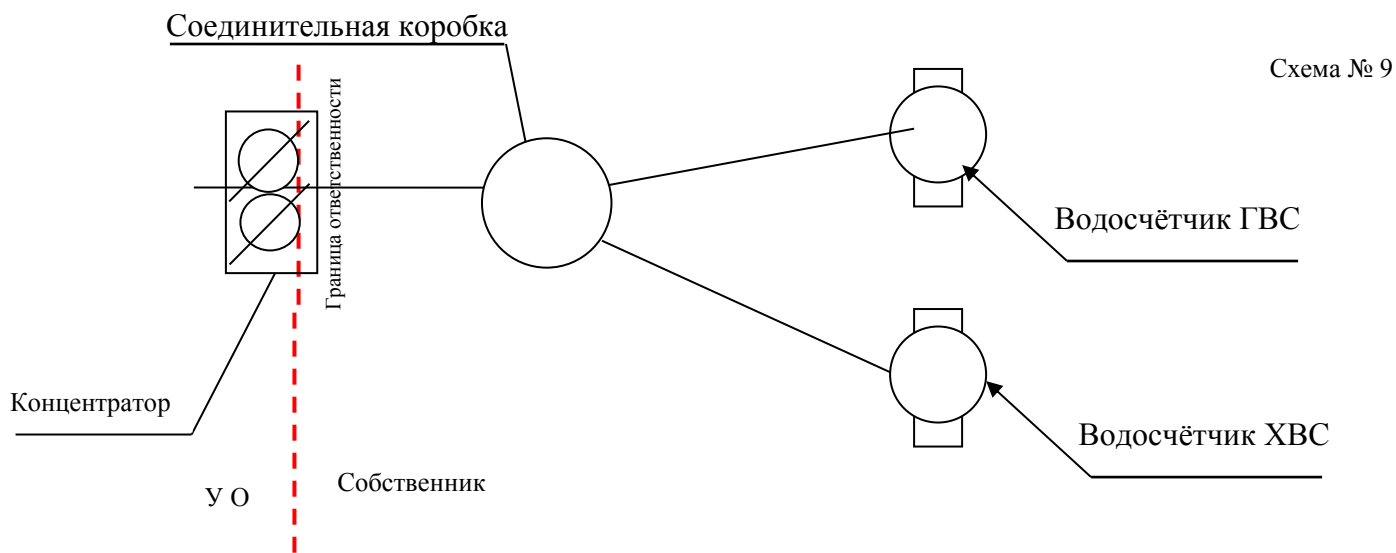 Соединительная коробка
Схема № 9
Граница ответственности
Водосчётчик ГВС
Концентратор
Водосчётчик ХВС
У О
Собственник